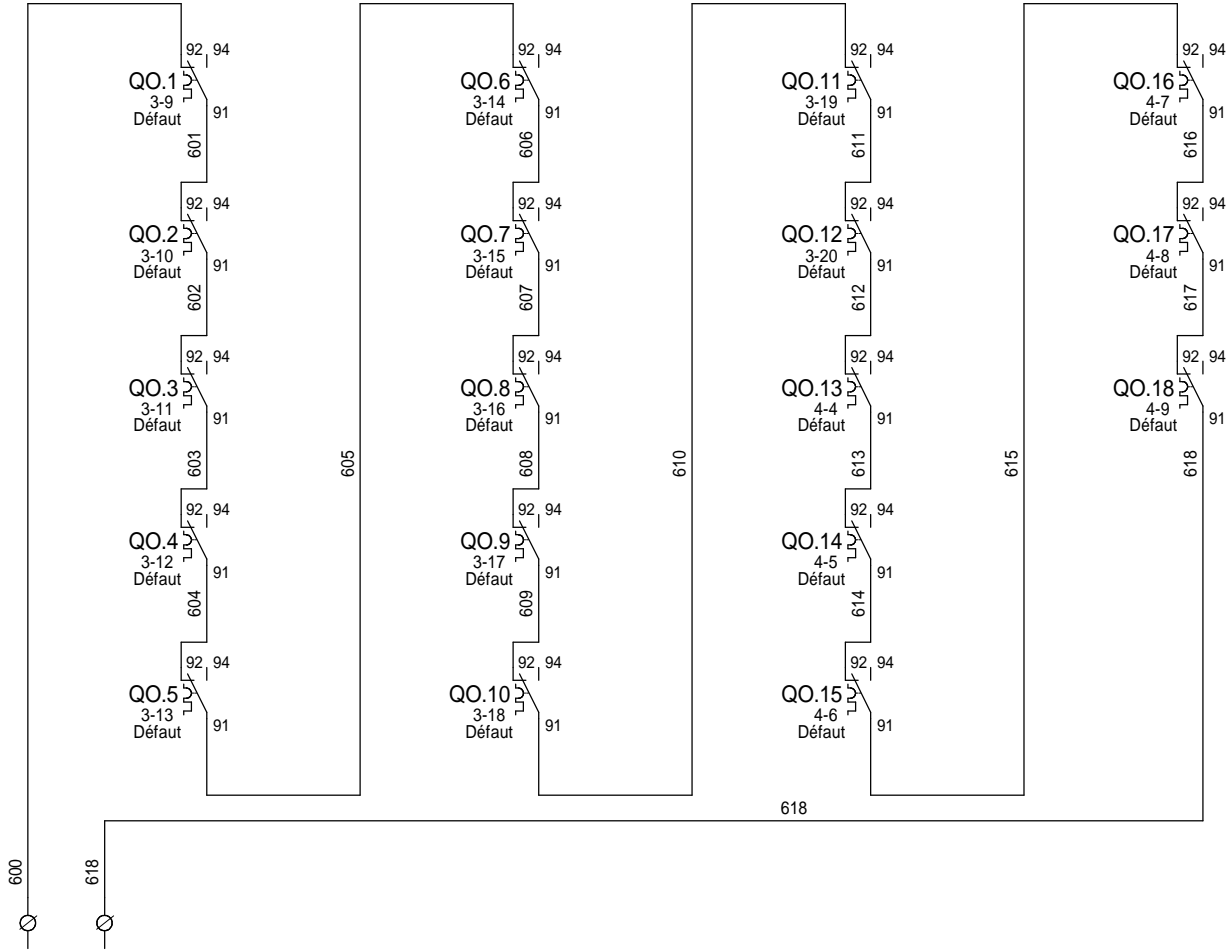 92 94
QO.1
3-9
Défaut
91
601
92 94
QO.2
3-10
Défaut
91
602
92 94
QO.3
3-11
Défaut
91
603
92 94
QO.4
3-12
Défaut
91
604
92 94
QO.5
3-13
Défaut
91
605
92 94
QO.6
3-14
Défaut
91
606
92 94
QO.7
3-15
Défaut
91
607
92 94
QO.8
3-16
Défaut
91
608
92 94
QO.9
3-17
Défaut
91
609
92 94
QO.10
3-18
Défaut
91
610
92 94
QO.11
3-19
Défaut
91
611
92 94
QO.12
3-20
Défaut
91
612
92 94
QO.13
4-4
Défaut
91
613
92 94
QO.14
4-5
Défaut
91
614
92 94
QO.15
4-6
Défaut
91
615
92 94
QO.16
4-7
Défaut
91
616
92 94
QO.17
4-8
Défaut
91
617
92 94
QO.18
4-9
Défaut
91
618
618
600
618